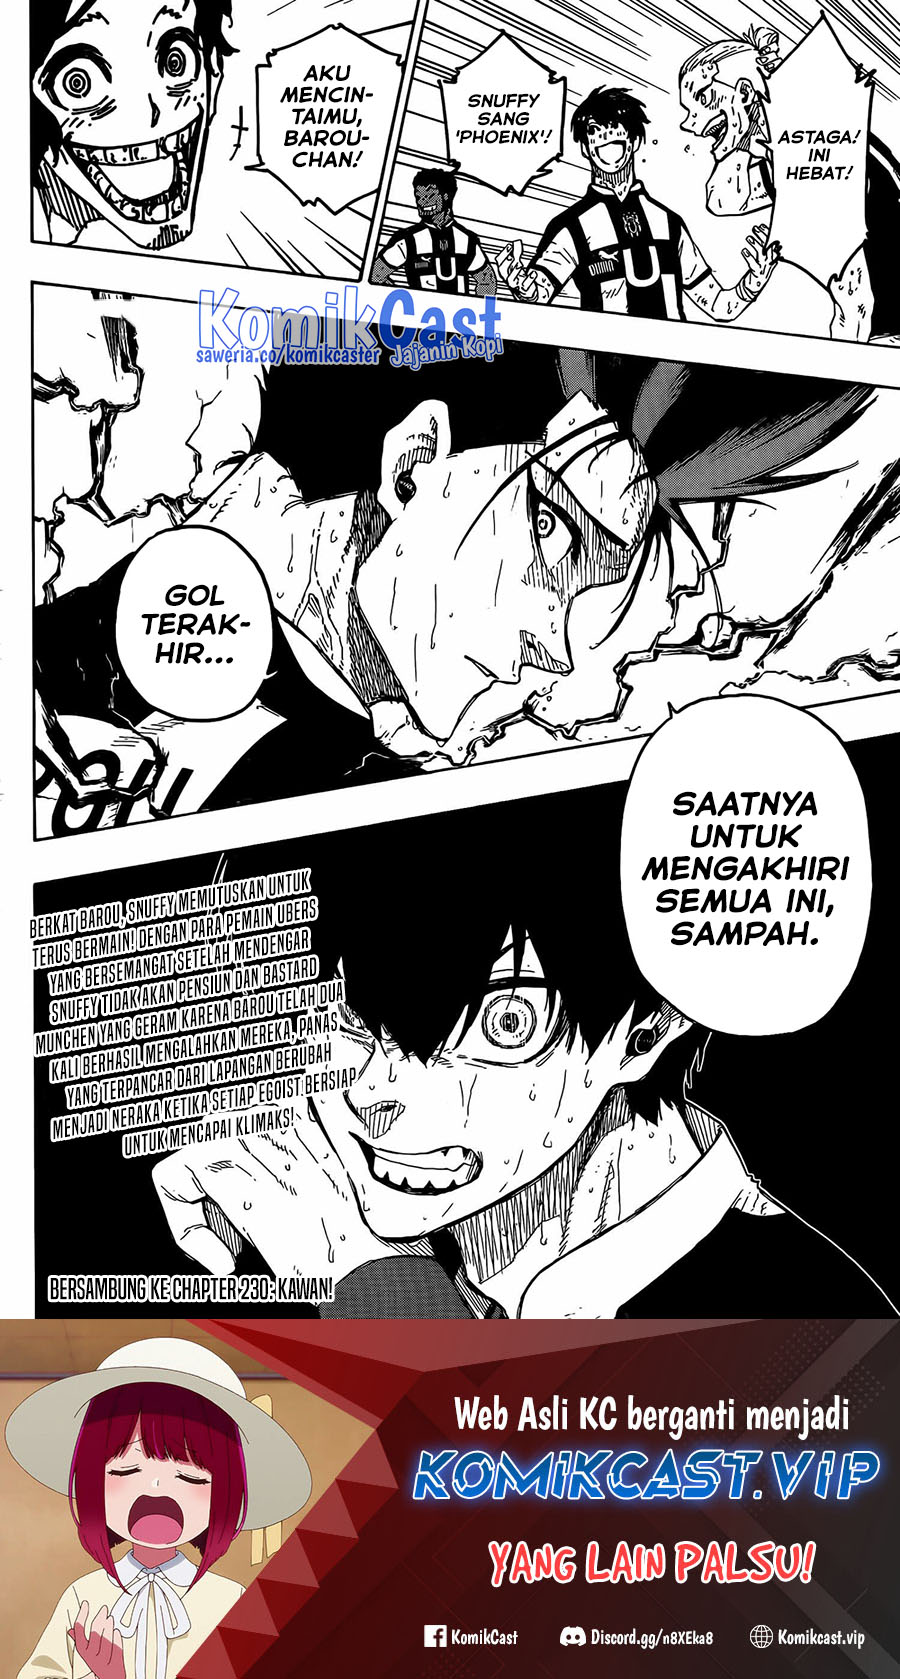 ASTAGA!
INI
HEBAT!
SNUFFY
SANG
'PHOENIX'!
AKU
MENCIN-
TAIMU,
BAROU-
CHAN!
KomikCast
saweria.co/komikcaster Jajanin Kopi
GOL
TERAK-
HIR...
SAATNYA
UNTUK
MENGAKHIRI
SEMUA INI,
SAMPAH.
BERKAT BAROU, SNUFFY MEMUTUSKAN UNTUK
TERUS BERMAIN! DENGAN PARA PEMAIN UBERS
YANG BERSEMANGAT SETELAH MENDENGAR
SNUFFY TIDAK AKAN PENSIUN DAN BASTARD
MUNCHEN YANG GERAM KARENA BAROU TELAH DUA
KALI BERHASIL MENGALAHKAN MEREKA, PANAS
YANG TERPANCAR DARI LAPANGAN BERUBAH
MENJADI NERAKA KETIKA SETIAP EGOIST BERSIAP
UNTUK MENCAPAI KLIMAKS!
BERSAMBUNG KE CHAPTER 230: KAWAN!
Web Asli KC berganti menjadi
KOMIKCAST.VIP
YANG LAIN PALSU!
KomikCast Discord.gg/n8XEka8 Komikcast.vip